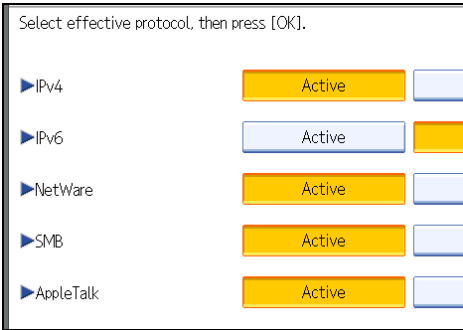 Select effective protocol, then press [OK].
IPv4 Active
IPv6 Active
NetWare Active
SMB Active
AppleTalk Active